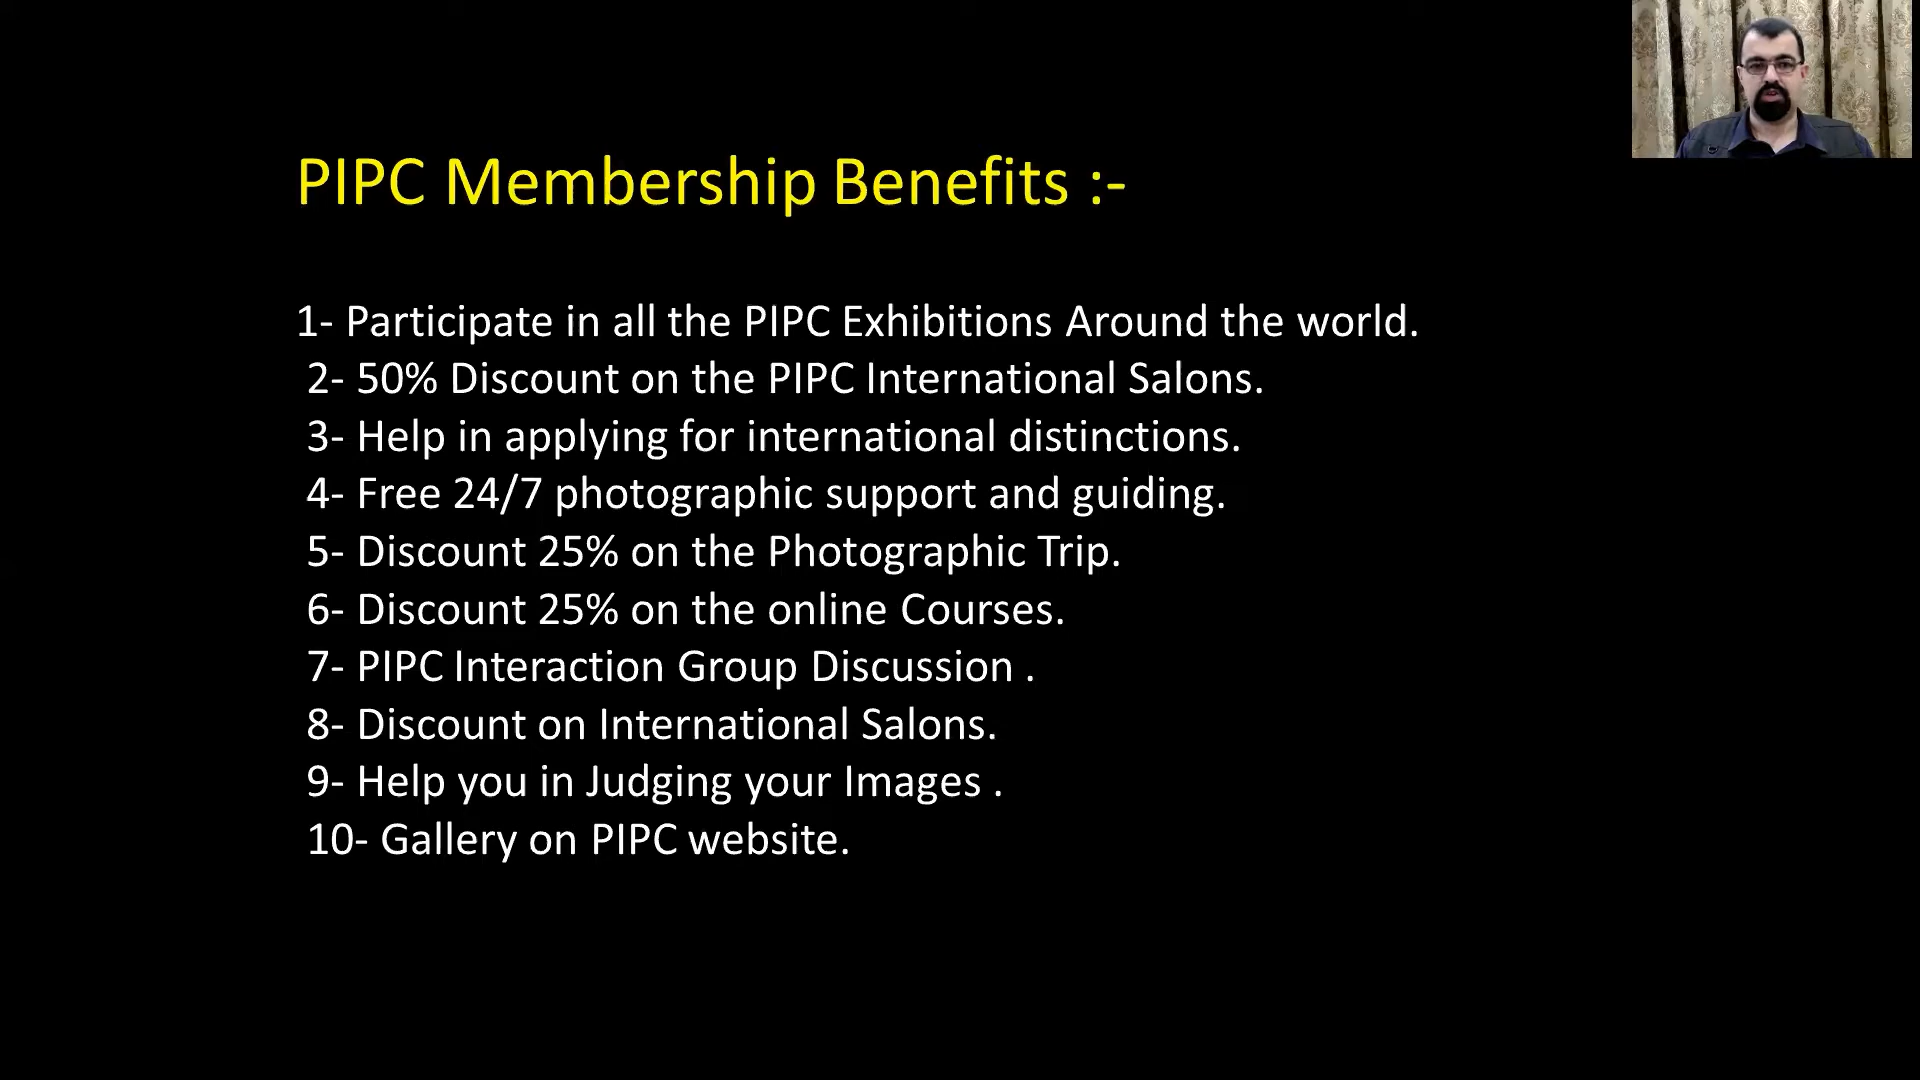 PIPC Membership Benefits :-
1- Participate in all the PIPC Exhibitions Around the world.
2- 50% Discount on the PIPC International Salons.
3- Help in applying for international distinctions.
4- Free 24/7 photographic support and guiding.
5- Discount 25% on the Photographic Trip.
6- Discount 25% on the online Courses.
7- PIPC Interaction Group Discussion .
8- Discount on International Salons.
9- Help you in Judging your Images .
10- Gallery on PIPC website.